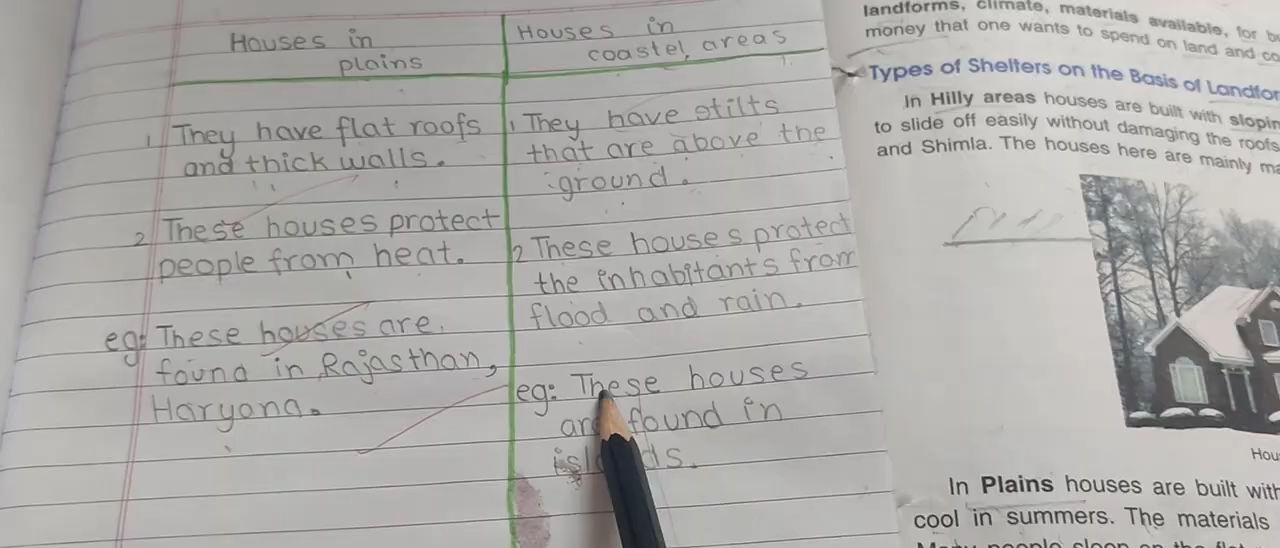 Houses in
plains
They have flat roofs
and thick walls.
2 These houses protect
people from heat.
eg: These houses are
found in Rajasthan,
Haryana.
Houses in
coastel areas
1 They have stilts
that are above the
ground.
2 These houses protect
the inhabitants from
flood and rain.
eg: These houses
are found in
landforms, climate, materials available, for
money that one wants to spend on land and
Types of Shelters on the Basis of
In Hilly areas houses are built with
to slide off easily without damaging the roofs
and Shimla. The houses here are mainly
In Plains houses are built with
cool in summers. The materials